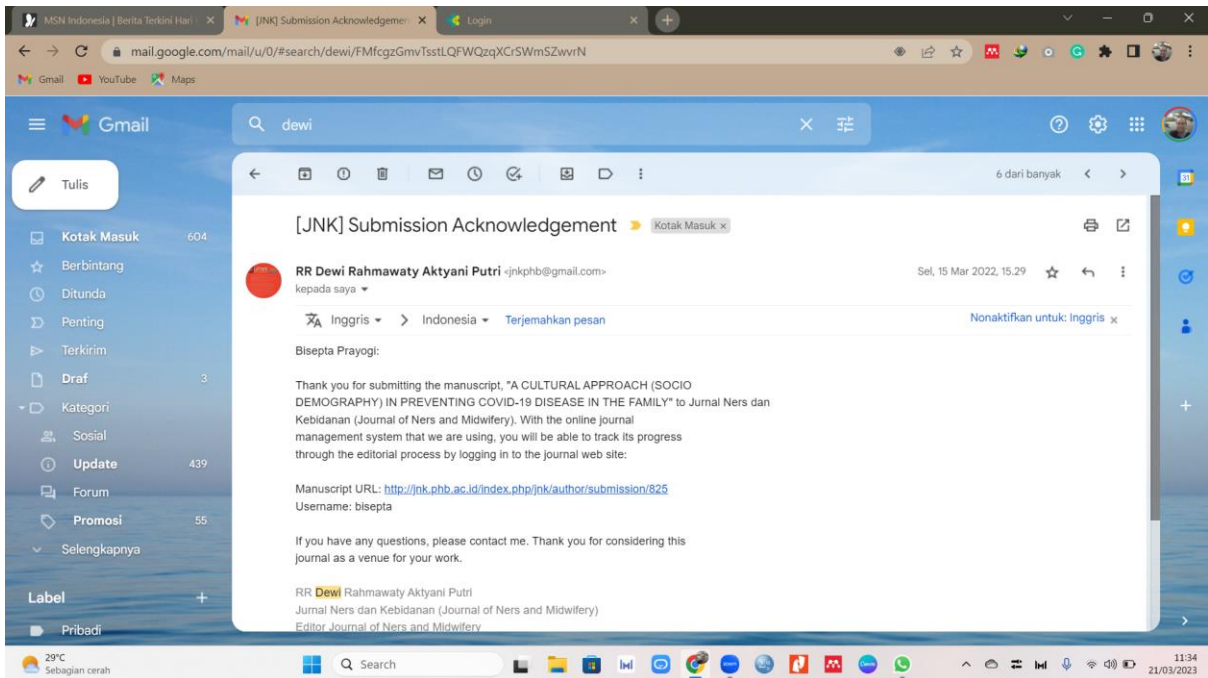 MSN Indonesia | Berita Terkini Hari
[JNK] Submission Acknowledgemen
Login
mail.google.com/mail/u/0/#search/dewi/FMfcgzGmvTsstLQFWQzqXCrSWmSZwvrN
Gmail
YouTube
Maps
Gmail
dewi
Tulis
6 dari banyak
Kotak Masuk 604
Berbintang
Ditunda
Penting
Terkirim
Draf 3
Kategori
Sosial
Update 439
Forum
Promosi 55
Selengkapnya
Label
Pribadi
[JNK] Submission Acknowledgement Kotak Masuk
RR Dewi Rahmawaty Aktyani Putri <jnkphb@gmail.com> Sel, 15 Mar 2022, 15.29
kepada saya
Inggris > Indonesia Terjemahkan pesan Nonaktifkan untuk: Inggris
Bisepta Prayogi:
Thank you for submitting the manuscript, "A CULTURAL APPROACH (SOCIO
DEMOGRAPHY) IN PREVENTING COVID-19 DISEASE IN THE FAMILY" to Jurnal Ners dan
Kebidanan (Journal of Ners and Midwifery). With the online journal
management system that we are using, you will be able to track its progress
through the editorial process by logging in to the journal web site:
Manuscript URL: http://jnk.phb.ac.id/index.php/jnk/author/submission/825
Username: bisepta
If you have any questions, please contact me. Thank you for considering this
journal as a venue for your work.
RR Dewi Rahmawaty Aktyani Putri
Jurnal Ners dan Kebidanan (Journal of Ners and Midwifery)
Editor Journal of Ners and Midwifery
29°C
Sebagian cerah
Search
11:34
21/03/2023